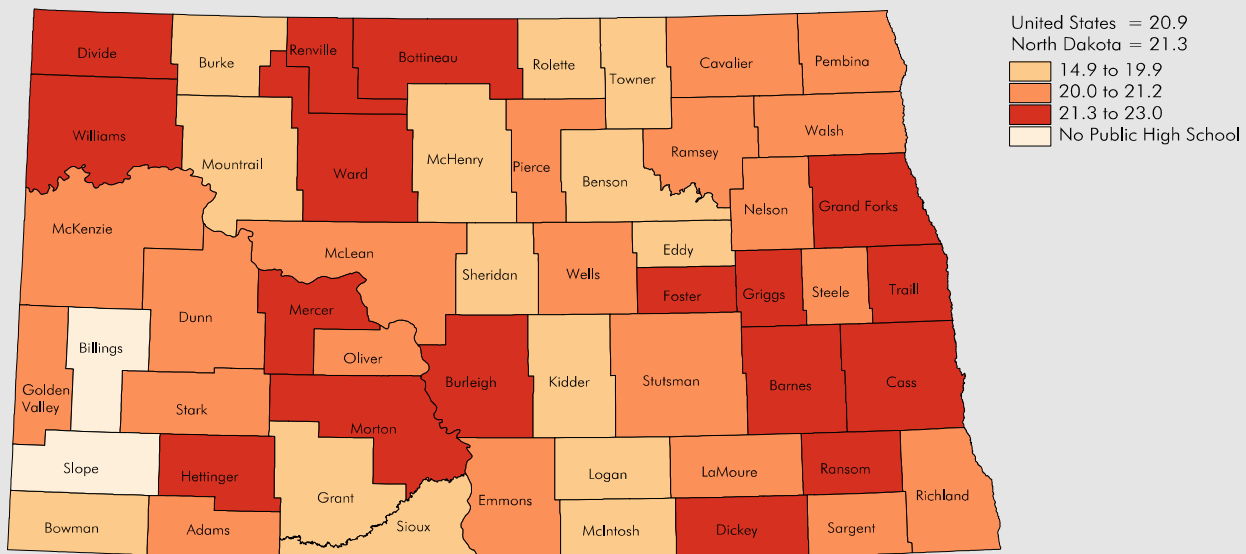 United States = 20.9
North Dakota = 21.3
14.9 to 19.9
20.0 to 21.2
21.3 to 23.0
No Public High School
Divide
Burke
Renville
Bottineau
Rolette
Towner
Cavalier
Pembina
Williams
Mountrail
Ward
McHenry
Pierce
Benson
Ramsey
Walsh
McKenzie
McLean
Sheridan
Wells
Eddy
Nelson
Grand Forks
Dunn
Mercer
Oliver
Foster
Griggs
Steele
Traill
Golden
Valley
Billings
Stark
Morton
Burleigh
Kidder
Stutsman
Barnes
Cass
Slope
Hettinger
Grant
Sioux
Emmons
Logan
LaMoure
Ransom
Richland
Bowman
Adams
McIntosh
Dickey
Sargent